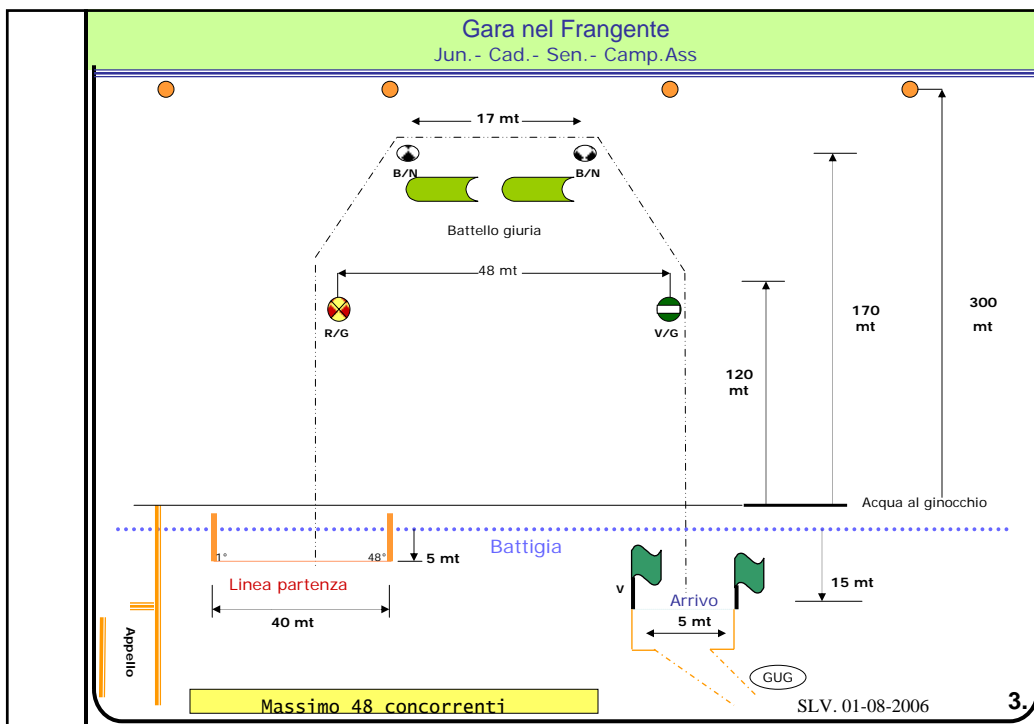 Gara nel Frangente
Jun.- Cad.- Sen.- Camp.Ass
17 mt
B/N
B/N
Battello giuria
48 mt
R/G
V/G
120
mt
170
mt
300
mt
Acqua al ginocchio
Battigia
1°
48°
5 mt
Linea partenza
40 mt
V
Arrivo
5 mt
15 mt
Appello
GUG
Massimo 48 concorrenti
SLV. 01-08-2006
3.